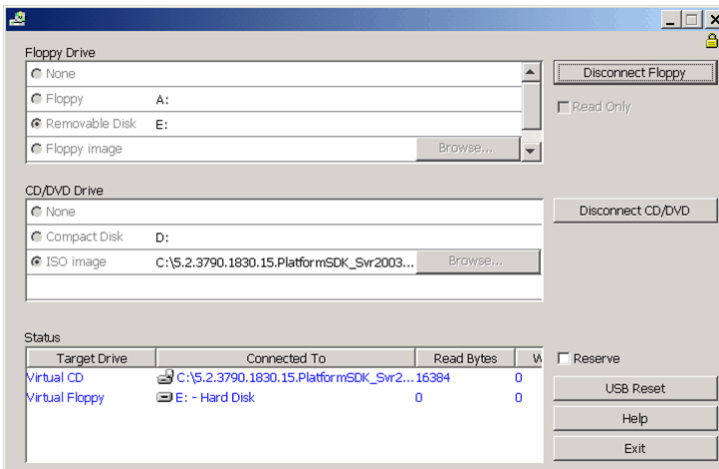 Floppy Drive
None
Floppy A:
Removable Disk E:
Floppy image Browse...
Disconnect Floppy
Read Only
CD/DVD Drive
None
Compact Disk D:
ISO image C:\5.2.3790.1830.15.PlatformSDK_Svr2003... Browse...
Disconnect CD/DVD
Status
Target Drive Connected To Read Bytes W
Virtual CD C:\5.2.3790.1830.15.PlatformSDK_Svr2... 16384 0
Virtual Floppy E: - Hard Disk 0 0
Reserve
USB Reset
Help
Exit